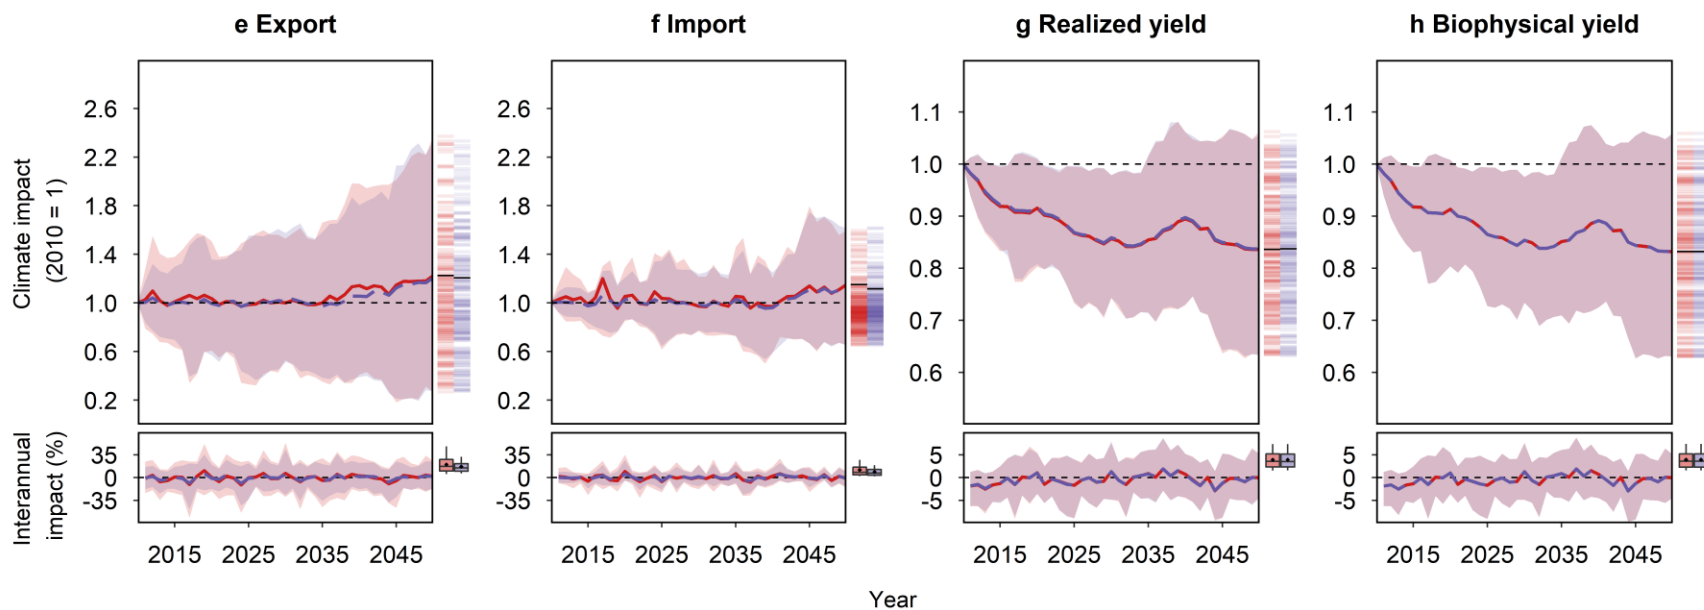 e Export
f Import
g Realized yield
h Biophysical yield
Climate impact
(2010 = 1)
2.6
2.2
1.8
1.4
1.0
0.6
0.2
2.6
2.2
1.8
1.4
1.0
0.6
0.2
1.1
1.0
0.9
0.8
0.7
0.6
1.1
1.0
0.9
0.8
0.7
0.6
Interannual
impact (%)
35
0
-35
35
0
-35
5
0
-5
5
0
-5
2015 2025 2035 2045
2015 2025 2035 2045
2015 2025 2035 2045
2015 2025 2035 2045
Year